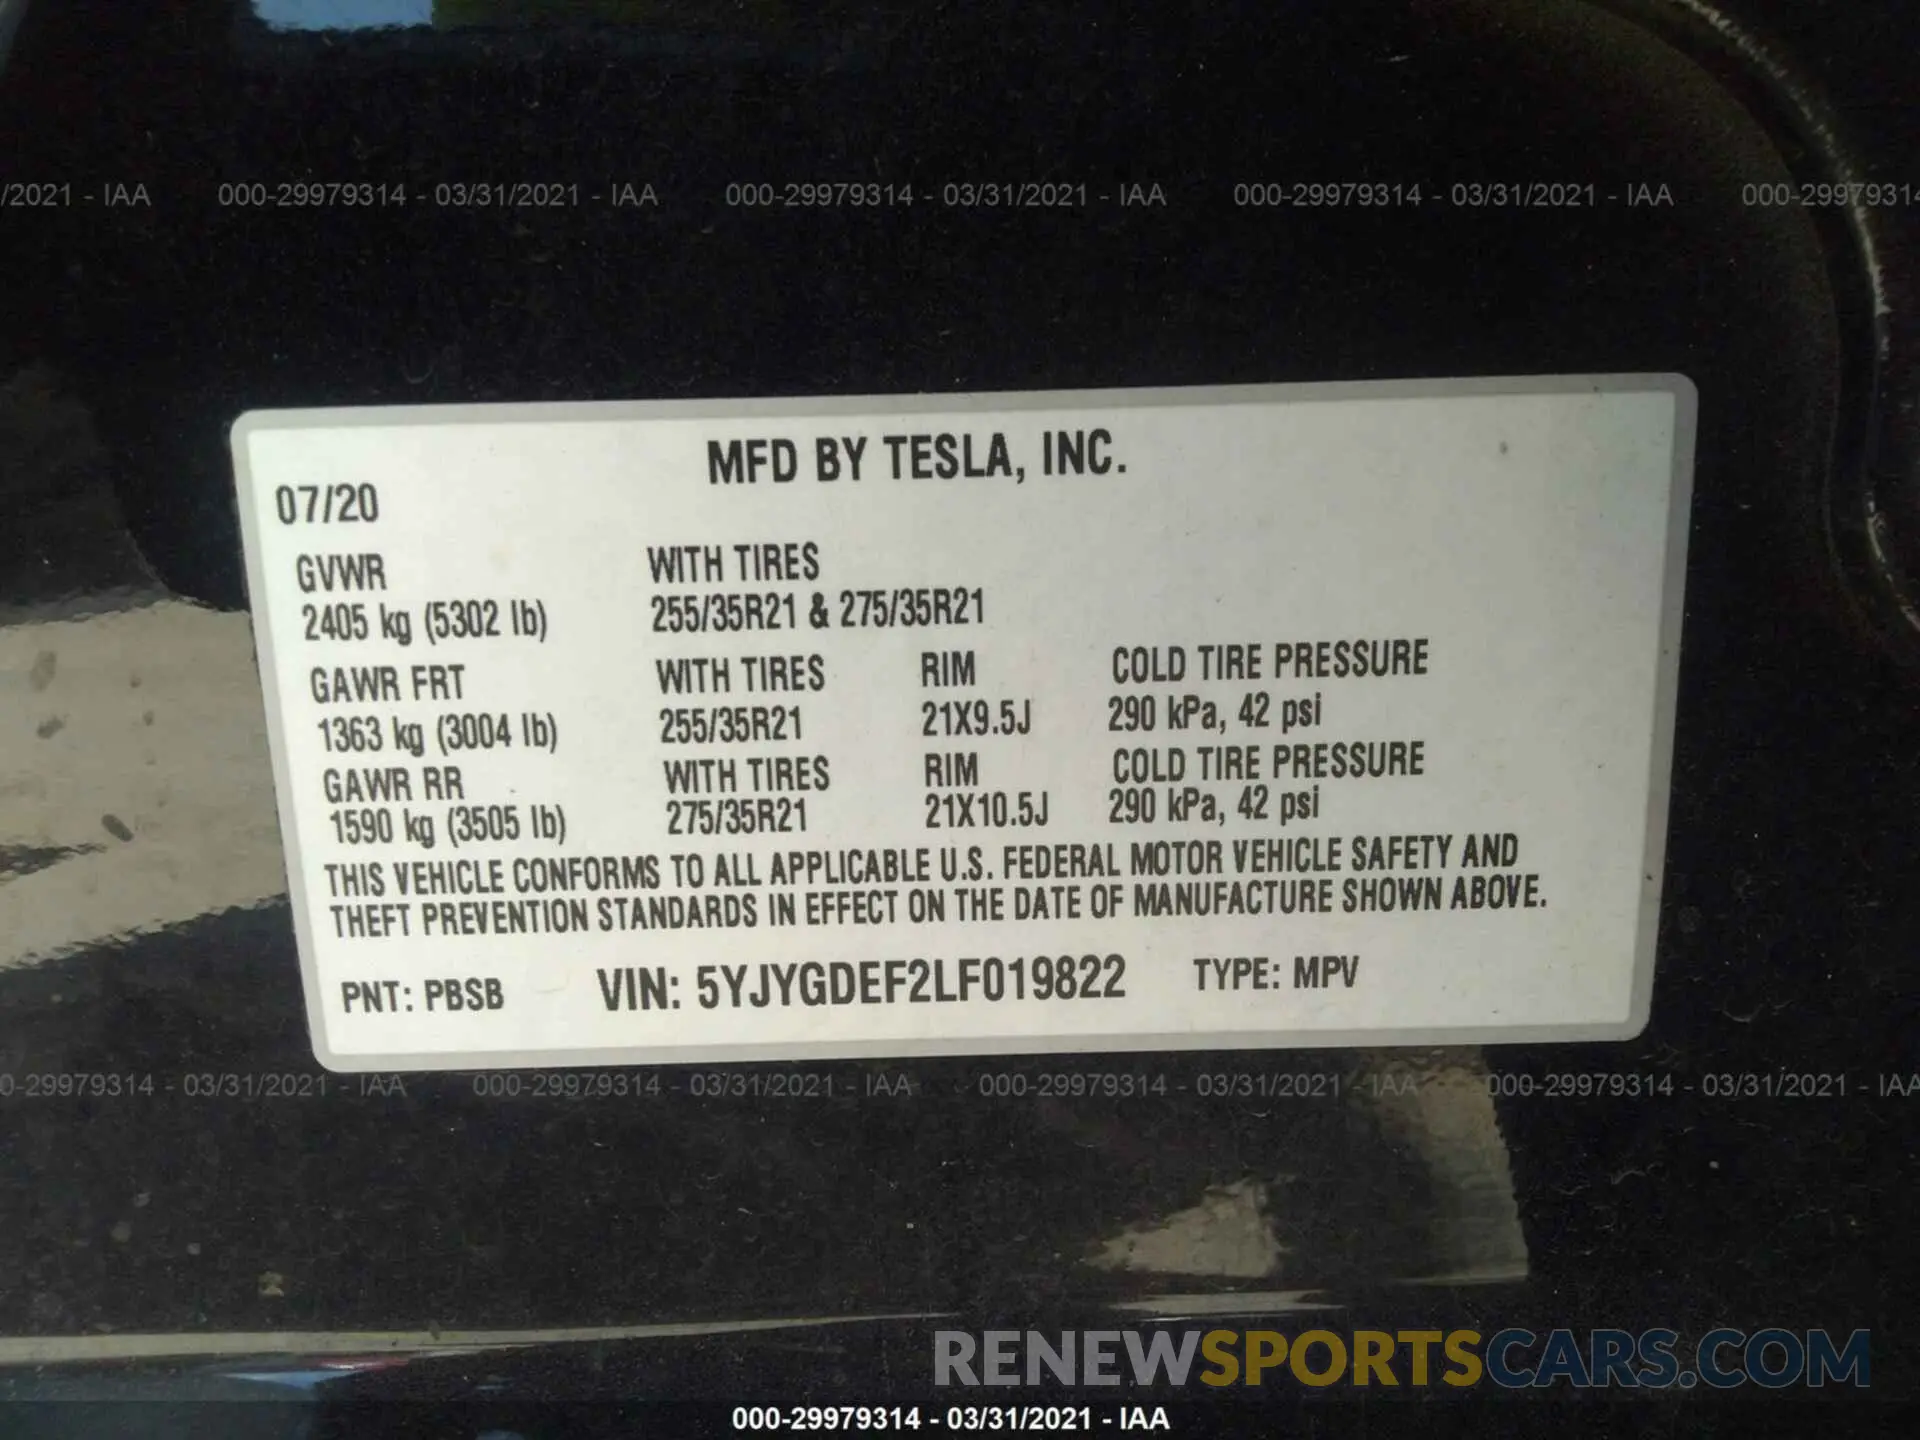 /2021 - IAA 000-29979314 - 03/31/2021 - IAA 000-29979314 - 03/31/2021 - IAA 000-29979314 - 03/31/2021 - IAA 000-29979314
MFD BY TESLA, INC.
07/20
GVWR WITH TIRES
2405 kg (5302 lb) 255/35R21 & 275/35R21
GAWR FRT WITH TIRES RIM COLD TIRE PRESSURE
1363 kg (3004 lb) 255/35R21 21X9.5J 290 kPa, 42 psi
GAWR RR WITH TIRES RIM COLD TIRE PRESSURE
1590 kg (3505 lb) 275/35R21 21X10.5J 290 kPa, 42 psi
THIS VEHICLE CONFORMS TO ALL APPLICABLE U.S. FEDERAL MOTOR VEHICLE SAFETY AND
THEFT PREVENTION STANDARDS IN EFFECT ON THE DATE OF MANUFACTURE SHOWN ABOVE.
PNT: PBSB VIN: 5YJYGDEF2LF019822 TYPE: MPV
0-29979314 - 03/31/2021 - IAA 000-29979314 - 03/31/2021 - IAA 000-29979314 - 03/31/2021 - IAA 000-29979314 - 03/31/2021 - IAA
RENEWSPORTSCARS.COM
000-29979314 - 03/31/2021 - IAA